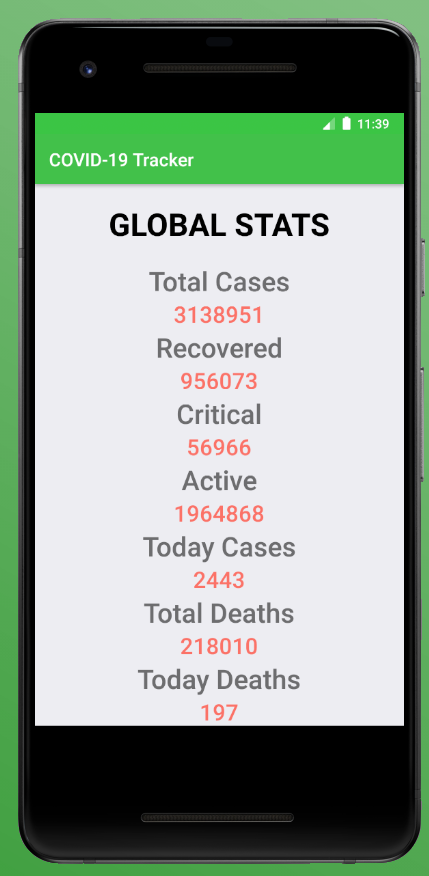 11:39
COVID-19 Tracker
GLOBAL STATS
Total Cases
3138951
Recovered
956073
Critical
56966
Active
1964868
Today Cases
2443
Total Deaths
218010
Today Deaths
197